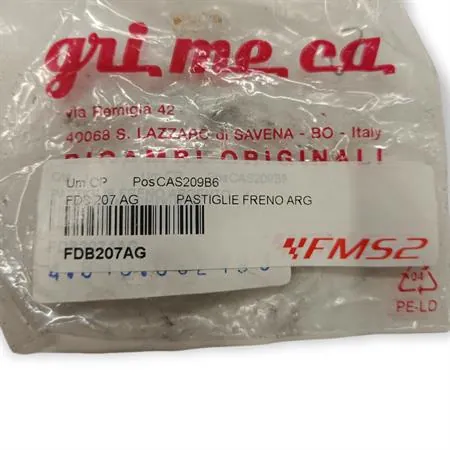 gri me ca
Via Remigia 42
40068 S. LAZZARO di SAVENA - BO - Italy
RICAMBI ORIGINALI
Um CP PosCAS209B6
FDS 207 AG PASTIGLIE FRENO ARG
FDB207AG
FMS2
04
PE-LD